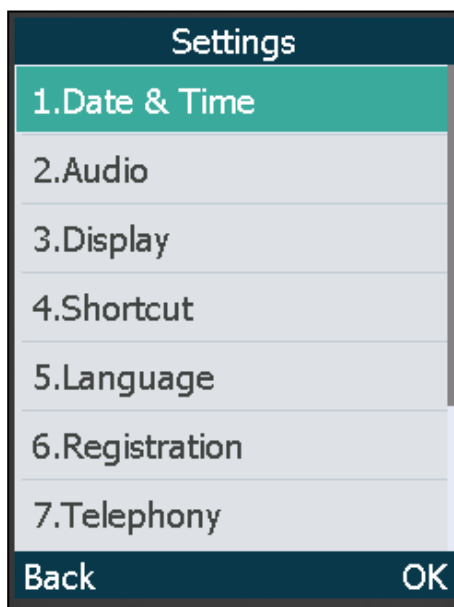 Settings
1.Date & Time
2.Audio
3.Display
4.Shortcut
5.Language
6.Registration
7.Telephony
Back OK